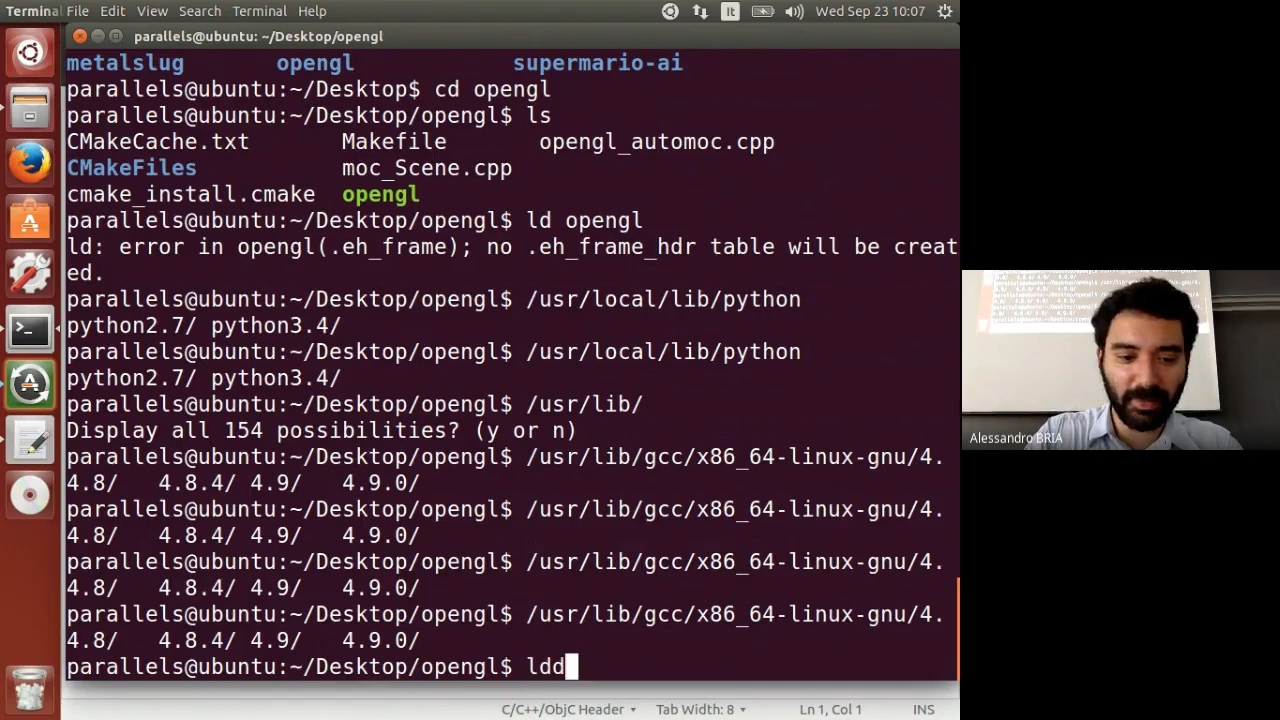 Terminal File Edit View Search Terminal Help It Wed Sep 23 10:07
parallels@ubuntu: ~/Desktop/opengl
metalslug opengl supermario-ai
parallels@ubuntu:~/Desktop$ cd opengl
parallels@ubuntu:~/Desktop/opengl$ ls
CMakeCache.txt Makefile opengl_automoc.cpp
CMakeFiles moc_Scene.cpp
cmake_install.cmake opengl
parallels@ubuntu:~/Desktop/opengl$ ld opengl
ld: error in opengl(.eh_frame); no .eh_frame_hdr table will be creat
ed.
parallels@ubuntu:~/Desktop/opengl$ /usr/local/lib/python
python2.7/ python3.4/
parallels@ubuntu:~/Desktop/opengl$ /usr/local/lib/python
python2.7/ python3.4/
parallels@ubuntu:~/Desktop/opengl$ /usr/lib/
Display all 154 possibilities? (y or n)
parallels@ubuntu:~/Desktop/opengl$ /usr/lib/gcc/x86_64-linux-gnu/4.
4.8/ 4.8.4/ 4.9/ 4.9.0/
parallels@ubuntu:~/Desktop/opengl$ /usr/lib/gcc/x86_64-linux-gnu/4.
4.8/ 4.8.4/ 4.9/ 4.9.0/
parallels@ubuntu:~/Desktop/opengl$ /usr/lib/gcc/x86_64-linux-gnu/4.
4.8/ 4.8.4/ 4.9/ 4.9.0/
parallels@ubuntu:~/Desktop/opengl$ /usr/lib/gcc/x86_64-linux-gnu/4.
4.8/ 4.8.4/ 4.9/ 4.9.0/
parallels@ubuntu:~/Desktop/opengl$ ldd
C/C++/ObjC Header Tab Width: 8 Ln 1, Col 1 INS
Alessandro BRIA